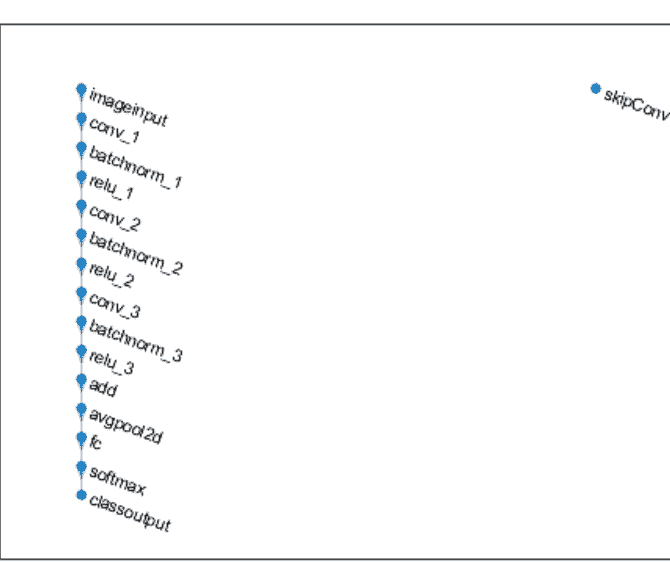 imageinput
conv_1
batchnorm_1
relu_1
conv_2
batchnorm_2
relu_2
conv_3
batchnorm_3
relu_3
add
avgpool2d
fc
softmax
classoutput
skipConv